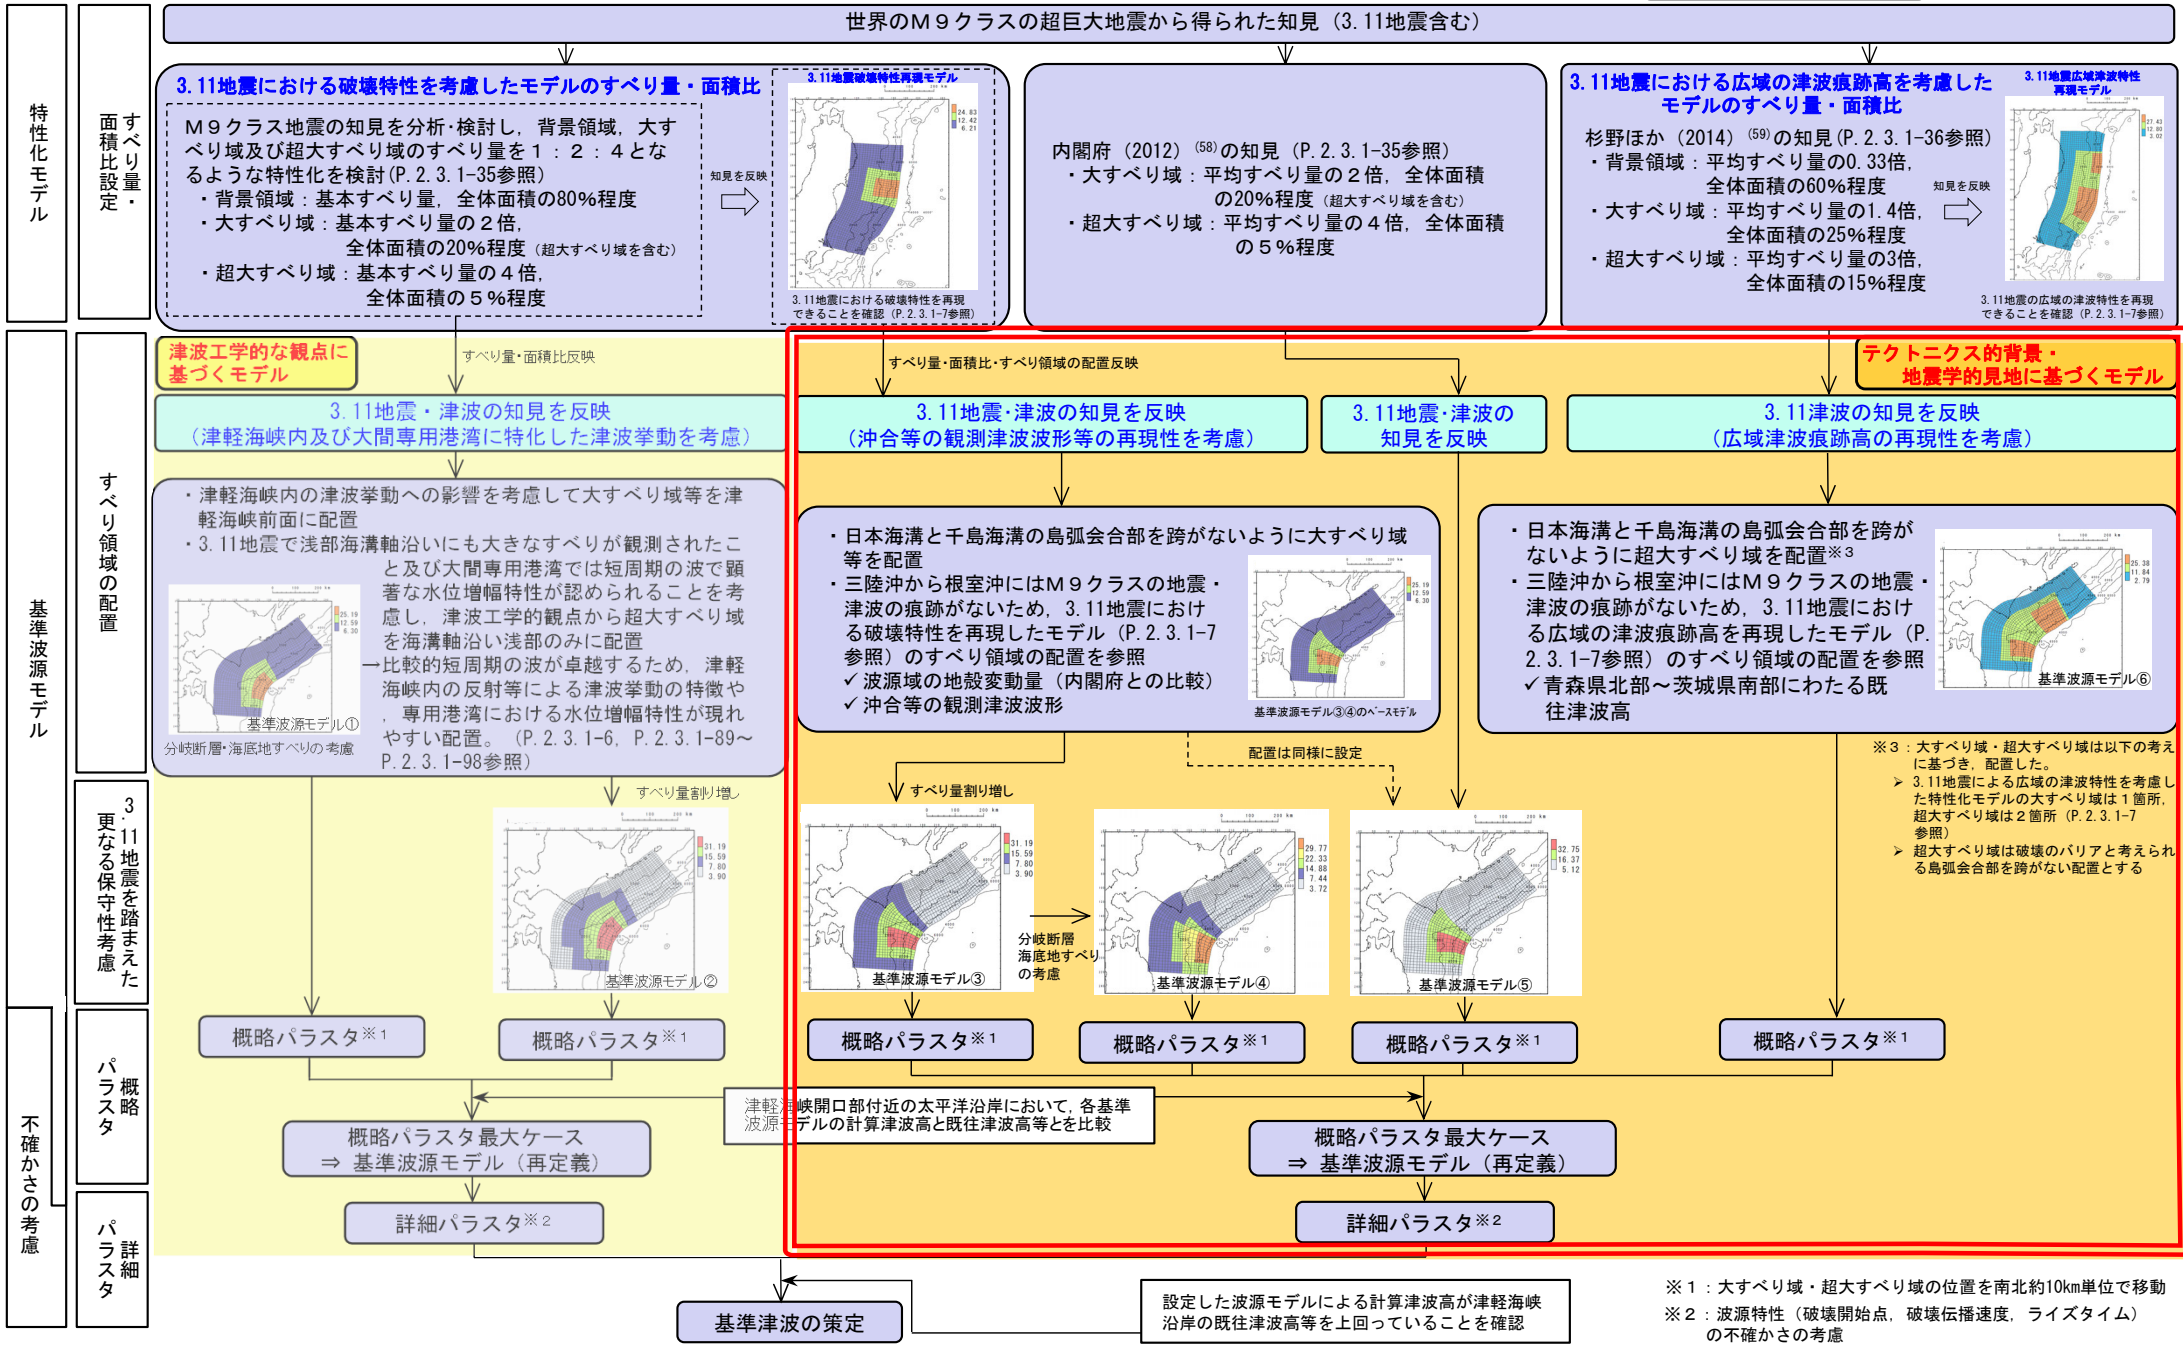 世界のM９クラスの超巨大地震から得られた知見（3.11地震含む）
特性化モデル
すべり量・面積比設定
3.11地震における破壊特性を考慮したモデルのすべり量・面積比
M９クラス地震の知見を分析･検討し，背景領域，大す
べり域及び超大すべり域のすべり量を１：２：４とな
るような特性化を検討(P.2.3.1-35参照)
・背景領域：基本すべり量，全体面積の80%程度
・大すべり域：基本すべり量の２倍，
全体面積の20%程度（超大すべり域を含む）
・超大すべり域：基本すべり量の４倍，
全体面積の５%程度
知見を反映
3.11地震破壊特性再現モデル
24.83
12.42
6.21
3.11地震における破壊特性を再現
できることを確認（P.2.3.1-7参照）
内閣府（2012）(58)の知見（P.2.3.1-35参照）
・大すべり域：平均すべり量の２倍，全体面積
の20%程度（超大すべり域を含む）
・超大すべり域：平均すべり量の４倍，全体面積
の５%程度
3.11地震における広域の津波痕跡高を考慮した
モデルのすべり量・面積比
杉野ほか（2014）(59)の知見(P.2.3.1-36参照)
・背景領域：平均すべり量の0.33倍，
全体面積の60%程度
・大すべり域：平均すべり量の1.4倍，
全体面積の25%程度
・超大すべり域：平均すべり量の3倍，
全体面積の15%程度
知見を反映
3.11地震広域津波特性
再現モデル
27.43
12.80
3.02
3.11地震の広域の津波特性を再現
できることを確認（P.2.3.1-7参照）
基準波源モデル
すべり領域の配置
津波工学的な観点に
基づくモデル
すべり量･面積比反映
3.11地震・津波の知見を反映
（津軽海峡内及び大間専用港湾に特化した津波挙動を考慮）
・津軽海峡内の津波挙動への影響を考慮して大すべり域等を津
軽海峡前面に配置
・3.11地震で浅部海溝軸沿いにも大きなすべりが観測されたこ
と及び大間専用港湾では短周期の波で顕
著な水位増幅特性が認められることを考
慮し，津波工学的観点から超大すべり域
を海溝軸沿い浅部のみに配置
→比較的短周期の波が卓越するため，津軽
海峡内の反射等による津波挙動の特徴や
，専用港湾における水位増幅特性が現れ
やすい配置。（P.2.3.1-6，P.2.3.1-89～
P.2.3.1-98参照）
25.19
12.59
6.30
基準波源モデル①
分岐断層･海底地すべりの考慮
すべり量･面積比･すべり領域の配置反映
テクトニクス的背景・
地震学的見地に基づくモデル
3.11地震･津波の知見を反映
（沖合等の観測津波波形等の再現性を考慮）
3.11地震･津波の
知見を反映
3.11津波の知見を反映
（広域津波痕跡高の再現性を考慮）
・日本海溝と千島海溝の島弧会合部を跨がないように大すべり域
等を配置
・三陸沖から根室沖にはM９クラスの地震・
津波の痕跡がないため，3.11地震におけ
る破壊特性を再現したモデル（P.2.3.1-7
参照）のすべり領域の配置を参照
✓波源域の地殻変動量（内閣府との比較）
✓沖合等の観測津波波形
25.19
12.59
6.30
基準波源モデル③④のﾍﾞｰｽﾓﾃﾞﾙ
・日本海溝と千島海溝の島弧会合部を跨が
ないように超大すべり域を配置※３
・三陸沖から根室沖にはM９クラスの地震・
津波の痕跡がないため，3.11地震におけ
る広域の津波痕跡高を再現したモデル（P.
2.3.1-7参照）のすべり領域の配置を参照
✓青森県北部～茨城県南部にわたる既
往津波高
25.38
11.84
2.79
基準波源モデル⑥
※３：大すべり域・超大すべり域は以下の考え
に基づき，配置した。
➢ 3.11地震による広域の津波特性を考慮し
た特性化モデルの大すべり域は１箇所，
超大すべり域は２箇所（P.2.3.1-7
参照）
➢ 超大すべり域は破壊のバリアと考えられ
る島弧会合部を跨がない配置とする
3.11地震を踏まえた
更なる保守性考慮
すべり量割り増し
31.19
15.59
7.80
3.90
基準波源モデル②
すべり量割り増し
配置は同様に設定
31.19
15.59
7.80
3.90
基準波源モデル③
分岐断層
海底地すべり
の考慮
29.77
22.33
14.88
7.44
3.72
基準波源モデル④
32.75
16.37
5.12
基準波源モデル⑤
不確かさの考慮
概略パラスタ
概略パラスタ※１
概略パラスタ※１
概略パラスタ※１
概略パラスタ※１
概略パラスタ※１
概略パラスタ※１
津軽海峡開口部付近の太平洋沿岸において，各基準
波源モデルの計算津波高と既往津波高等とを比較
概略パラスタ最大ケース
⇒ 基準波源モデル（再定義）
概略パラスタ最大ケース
⇒ 基準波源モデル（再定義）
詳細パラスタ
詳細パラスタ※２
詳細パラスタ※２
基準津波の策定
設定した波源モデルによる計算津波高が津軽海峡
沿岸の既往津波高等を上回っていることを確認
※１：大すべり域・超大すべり域の位置を南北約10km単位で移動
※２：波源特性（破壊開始点，破壊伝播速度，ライズタイム）
の不確かさの考慮